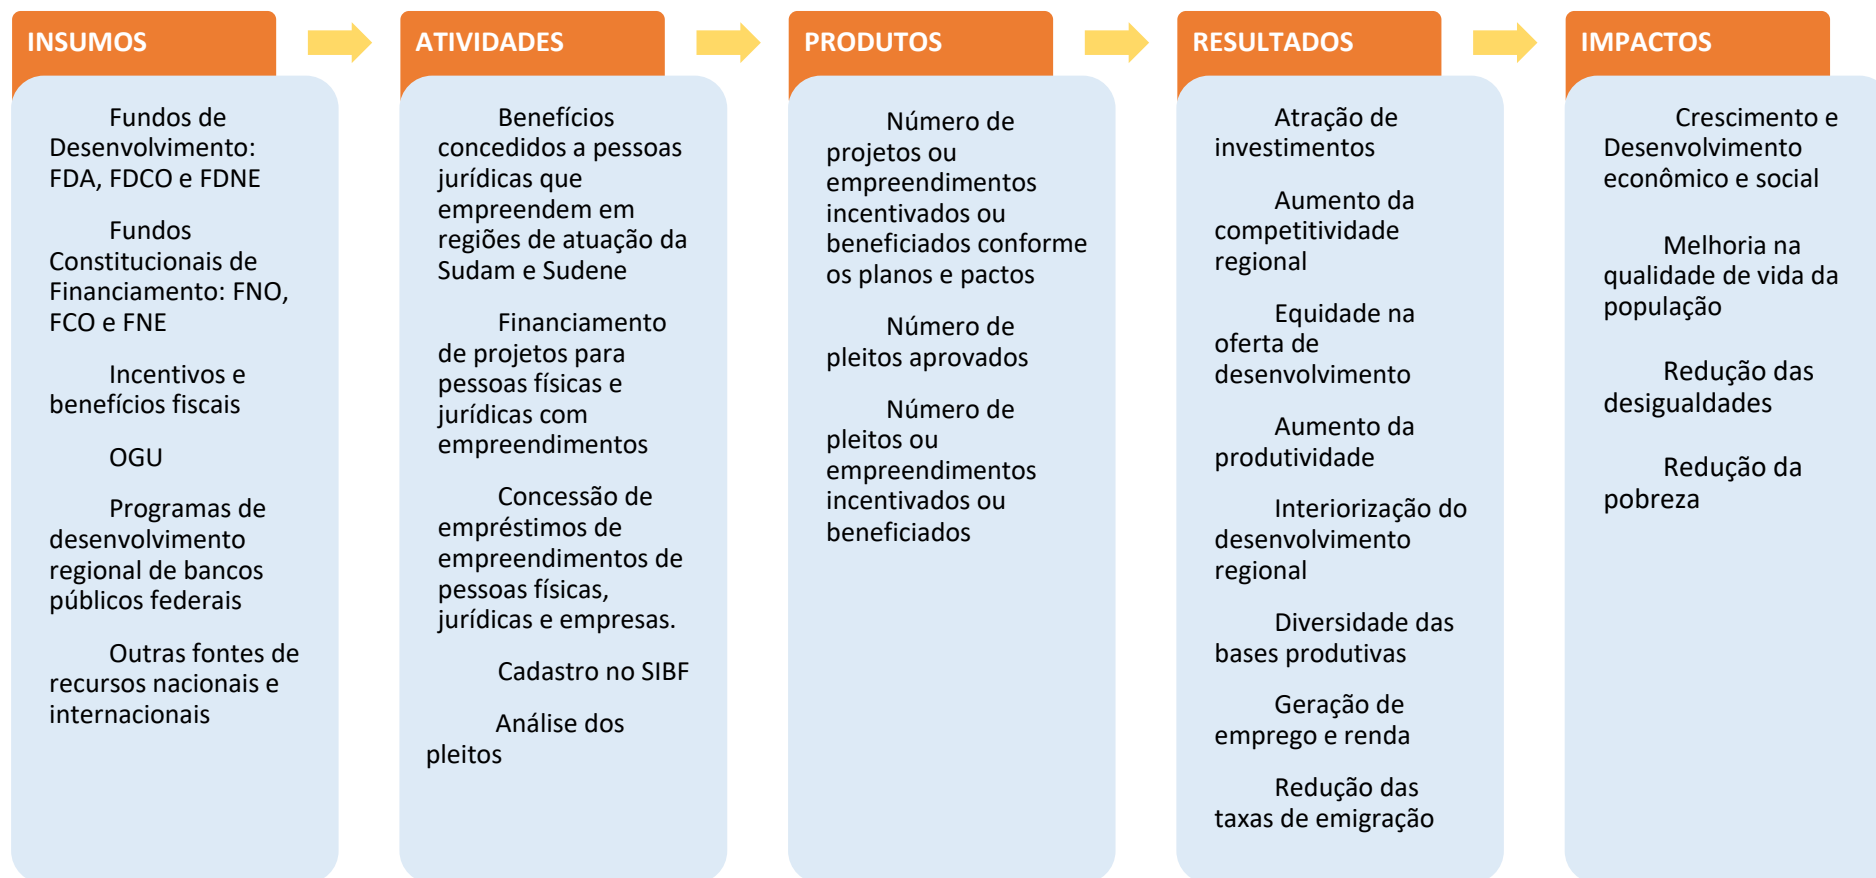 INSUMOS
Fundos de
Desenvolvimento:
FDA, FDCO e FDNE
Fundos
Constitucionais de
Financiamento: FNO,
FCO e FNE
Incentivos e
benefícios fiscais
OGU
Programas de
desenvolvimento
regional de bancos
públicos federais
Outras fontes de
recursos nacionais e
internacionais
ATIVIDADES
Benefícios
concedidos a pessoas
jurídicas que
empreendem em
regiões de atuação da
Sudam e Sudene
Financiamento
de projetos para
pessoas físicas e
jurídicas com
empreendimentos
Concessão de
empréstimos de
empreendimentos de
pessoas físicas,
jurídicas e empresas.
Cadastro no SIBF
Análise dos
pleitos
PRODUTOS
Número de
projetos ou
empreendimentos
incentivados ou
beneficiados conforme
os planos e pactos
Número de
pleitos aprovados
Número de
pleitos ou
empreendimentos
incentivados ou
beneficiados
RESULTADOS
Atração de
investimentos
Aumento da
competitividade
regional
Equidade na
oferta de
desenvolvimento
Aumento da
produtividade
Interiorização do
desenvolvimento
regional
Diversidade das
bases produtivas
Geração de
emprego e renda
Redução das
taxas de emigração
IMPACTOS
Crescimento e
Desenvolvimento
econômico e social
Melhoria na
qualidade de vida da
população
Redução das
desigualdades
Redução da
pobreza